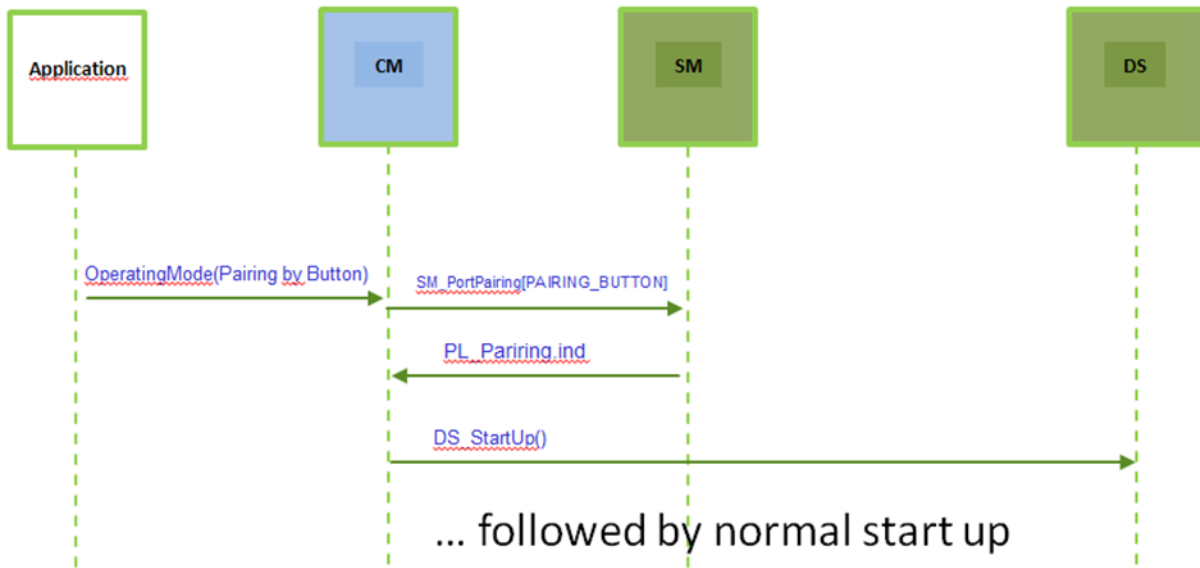 Application
CM
SM
DS
OperatingMode(Pairing by Button)
SM_PortPairing[PAIRING_BUTTON]
PL_Pariring.ind
DS_StartUp()
... followed by normal start up